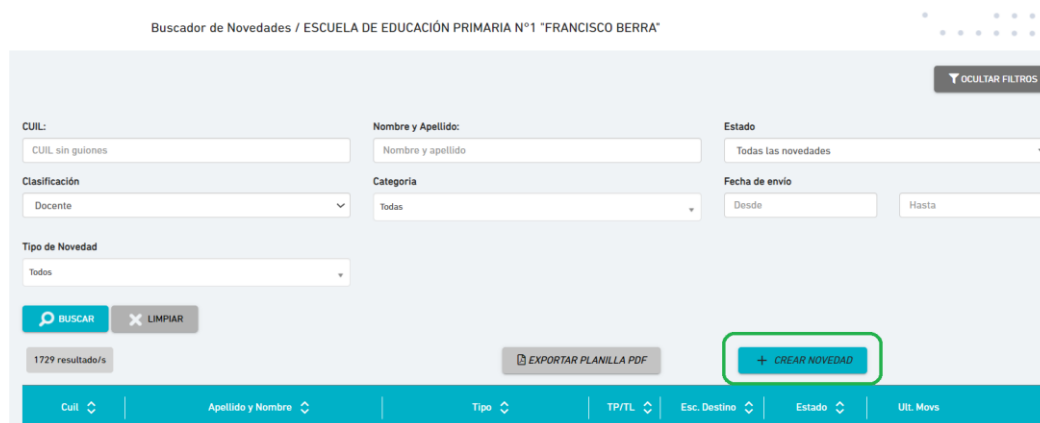 Buscador de Novedades / ESCUELA DE EDUCACIÓN PRIMARIA N°1 "FRANCISCO BERRA"
OCULTAR FILTROS
CUIL: Nombre y Apellido: Estado
CUIL sin guiones Nombre y apellido Todas las novedades
Clasificación Categoria Fecha de envío
Docente Todas Desde Hasta
Tipo de Novedad
Todos
BUSCAR LIMPIAR
1729 resultado/s EXPORTAR PLANILLA PDF + CREAR NOVEDAD
Cuil Apellido y Nombre Tipo TP/TL Esc. Destino Estado Ult. Movs